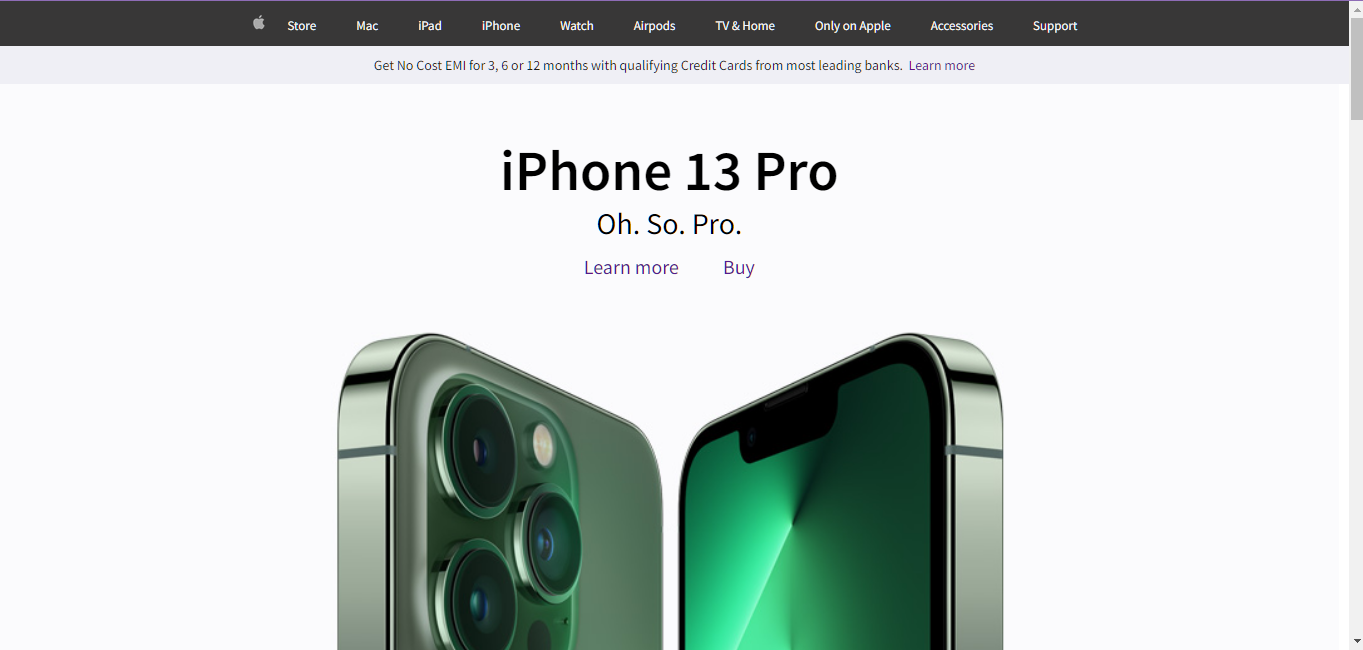 Store Mac iPad iPhone Watch Airpods TV & Home Only on Apple Accessories Support
Get No Cost EMI for 3, 6 or 12 months with qualifying Credit Cards from most leading banks. Learn more
iPhone 13 Pro
Oh. So. Pro.
Learn more Buy